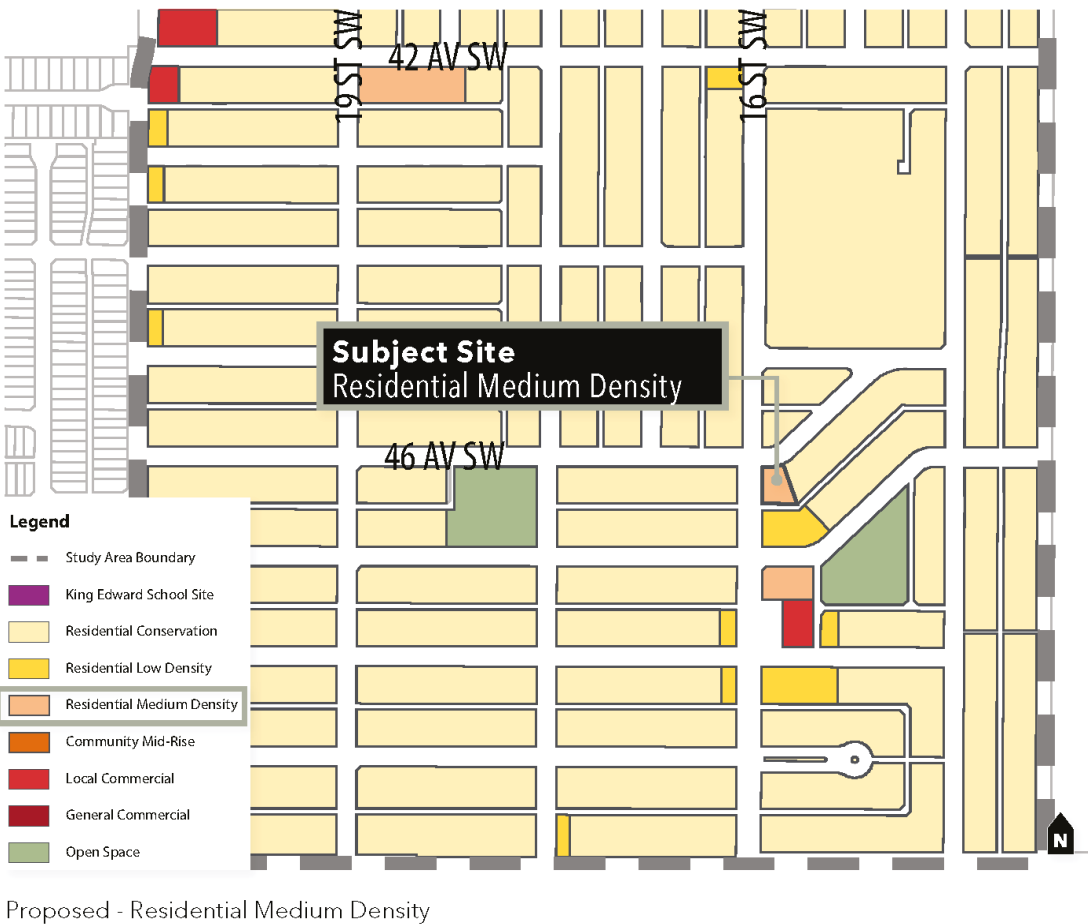 19 ST SW
42 AV SW
16 ST SW
Subject Site
Residential Medium Density
46 AV SW
Legend
Study Area Boundary
King Edward School Site
Residential Conservation
Residential Low Density
Residential Medium Density
Community Mid-Rise
Local Commercial
General Commercial
Open Space
N
Proposed - Residential Medium Density